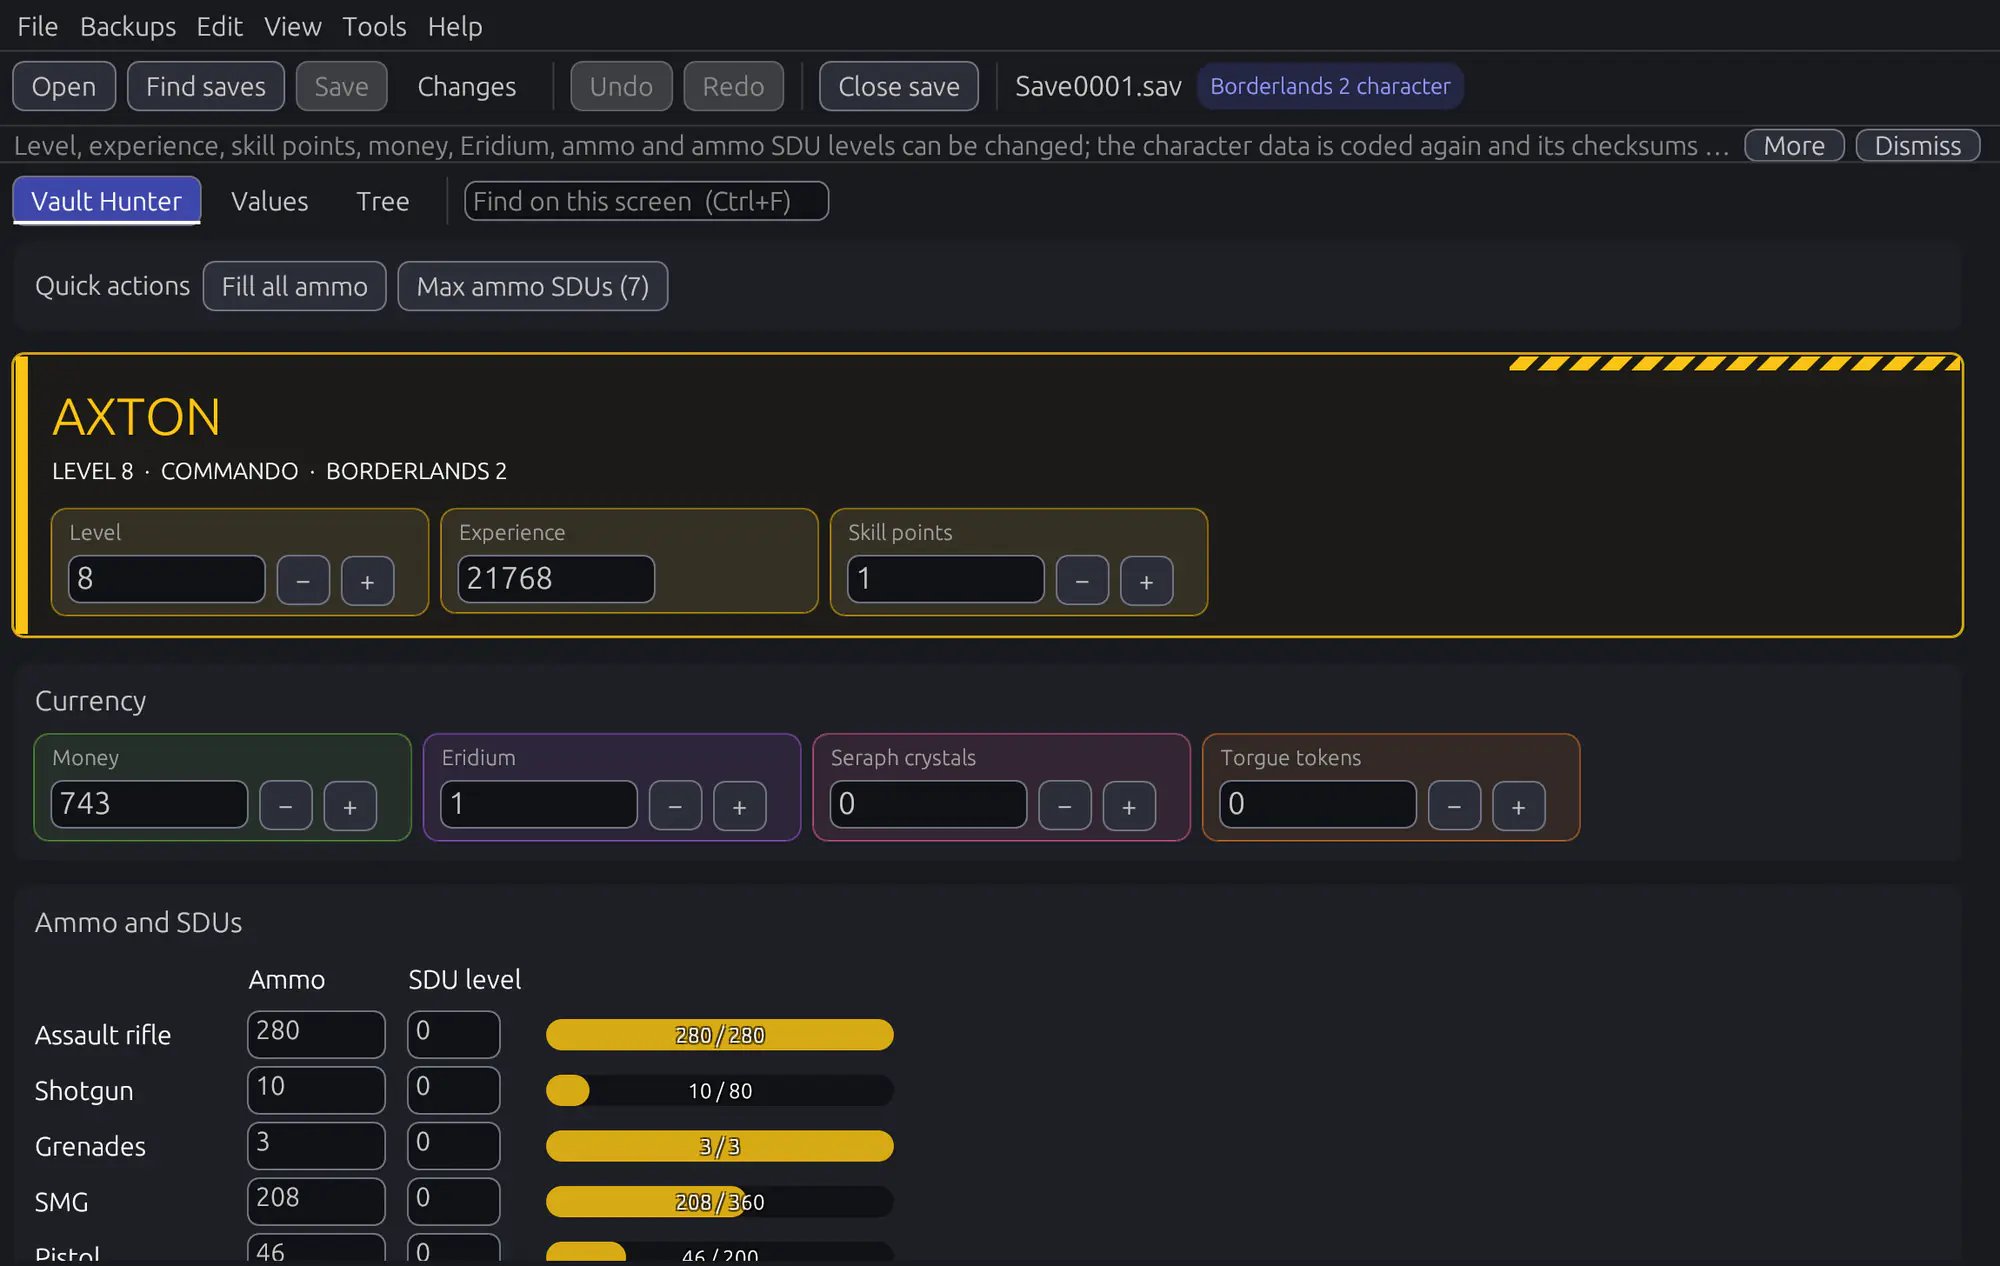 File Backups Edit View Tools Help
Open Find saves Save Changes Undo Redo Close save Save0001.sav Borderlands 2 character
Level, experience, skill points, money, Eridium, ammo and ammo SDU levels can be changed; the character data is coded again and its checksums … More Dismiss
Vault Hunter Values Tree Find on this screen (Ctrl+F)
Quick actions Fill all ammo Max ammo SDUs (7)
AXTON
LEVEL 8 · COMMANDO · BORDERLANDS 2
Level Experience Skill points
8 − + 21768 1 − +
Currency
Money Eridium Seraph crystals Torgue tokens
743 − + 1 − + 0 − + 0 − +
Ammo and SDUs
Ammo SDU level
Assault rifle 280 0 280 / 280
Shotgun 10 0 10 / 80
Grenades 3 0 3 / 3
SMG 208 0 208 / 360
Pistol 46 0 46 / 200